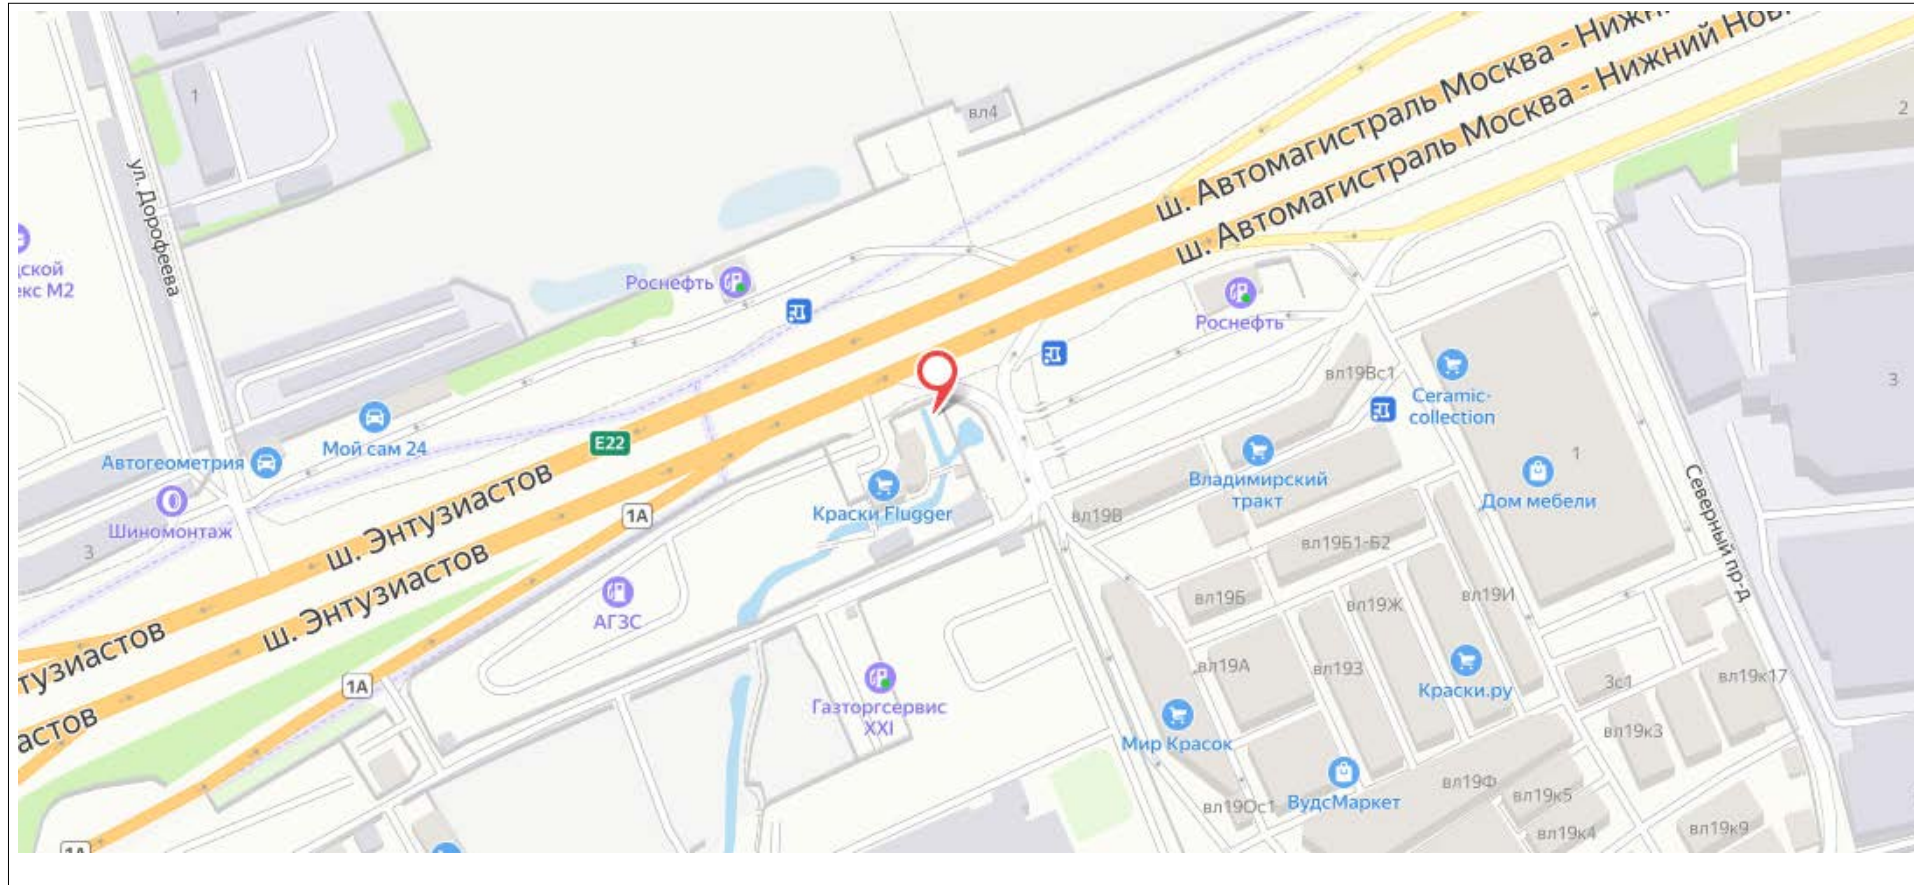 ш. Автомагистраль Москва - Нижн
ш. Автомагистраль Москва - Нижний Нов
1
вл4
2
ул. Дорофеева
ской
кс М2
Роснефть
Роснефть
вл19Вс1
3
Ceramic-
collection
Мой сам 24
Автогеометрия
E22
Владимирский
тракт
1
Дом мебели
Северный пр-д
Шиномонтаж
ш. Энтузиастов
1А
Краски Flugger
вл19В
3
вл19Б1-Б2
ш. Энтузиастов
АГЗС
вл19Б
вл19Ж
вл19И
тузиастов
1А
Газторгсервис
XXI
вл19А
вл19З
Краски.ру
3с1
вл19к17
астов
Мир Красок
вл19к3
вл19Ос1
ВудсМаркет
вл19Ф
вл19к5
вл19к4
вл19к9
1А